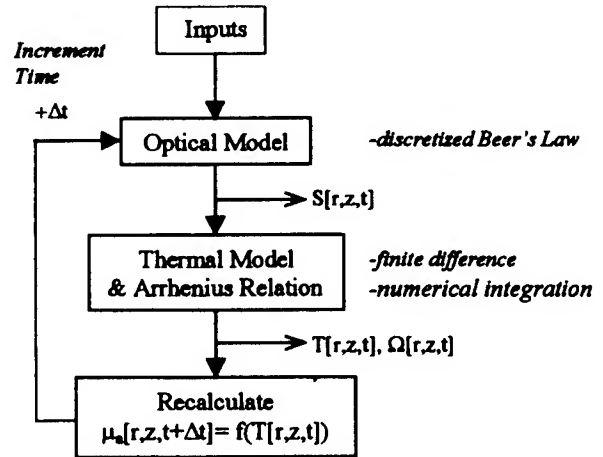 Inputs
Increment
Time
+Δt
Optical Model
-discretized Beer's Law
S[r,z,t]
Thermal Model
& Arrhenius Relation
-finite difference
-numerical integration
T[r,z,t], Ω[r,z,t]
Recalculate
μₐ[r,z,t+Δt]= f(T[r,z,t])